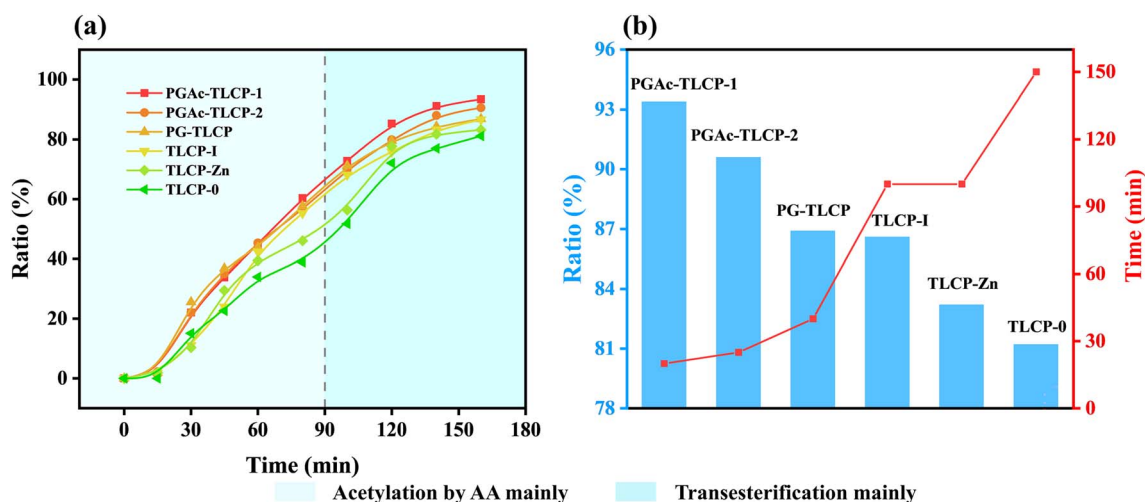 (a)
Ratio (%)
100
80
60
40
20
0
PGAc-TLCP-1
PGAc-TLCP-2
PG-TLCP
TLCP-I
TLCP-Zn
TLCP-0
0 30 60 90 120 150 180
Time (min)
(b)
Ratio (%)
96
93
90
87
84
81
78
PGAc-TLCP-1
PGAc-TLCP-2
PG-TLCP
TLCP-I
TLCP-Zn
TLCP-0
150
120
90
60
30
0
Time (min)
Acetylation by AA mainly
Transesterification mainly